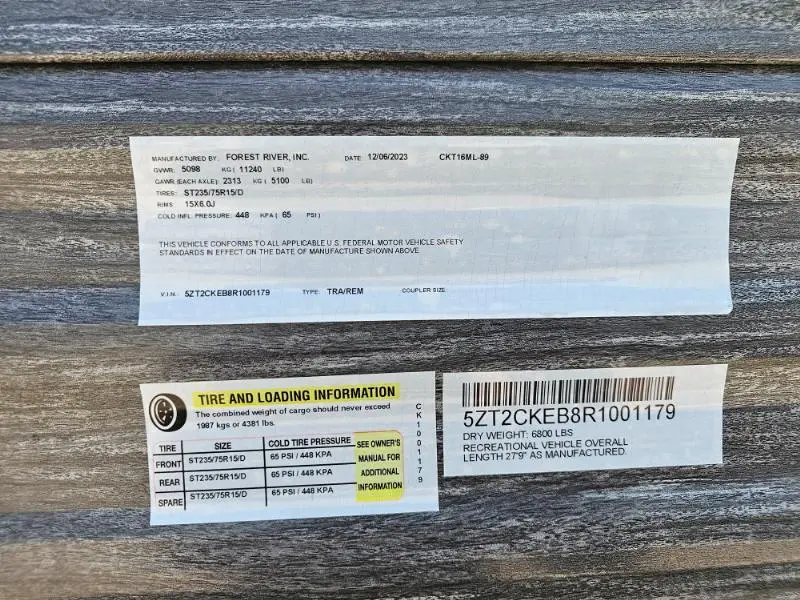 MANUFACTURED BY: FOREST RIVER, INC. DATE 12/06/2023 CKT16ML-89
GVWR: 5098 KG ( 11240 LB)
GAWR (EACH AXLE): 2313 KG ( 5100 LB)
TIRES: ST235/75R15/D
RIMS: 15X6.0J
COLD INFL. PRESSURE: 448 KPA ( 65 PSI )
THIS VEHICLE CONFORMS TO ALL APPLICABLE U.S. FEDERAL MOTOR VEHICLE SAFETY
STANDARDS IN EFFECT ON THE DATE OF MANUFACTURE SHOWN ABOVE.
V.I.N.: 5ZT2CKEB8R1001179 TYPE: TRA/REM COUPLER SIZE
TIRE AND LOADING INFORMATION
The combined weight of cargo should never exceed
1987 kgs or 4381 lbs.
TIRE SIZE COLD TIRE PRESSURE
FRONT ST235/75R15/D 65 PSI / 448 KPA
REAR ST235/75R15/D 65 PSI / 448 KPA
SPARE ST235/75R15/D 65 PSI / 448 KPA
SEE OWNER'S
MANUAL FOR
ADDITIONAL
INFORMATION
CK1001179
5ZT2CKEB8R1001179
DRY WEIGHT: 6800 LBS
RECREATIONAL VEHICLE OVERALL
LENGTH 27'9" AS MANUFACTURED.